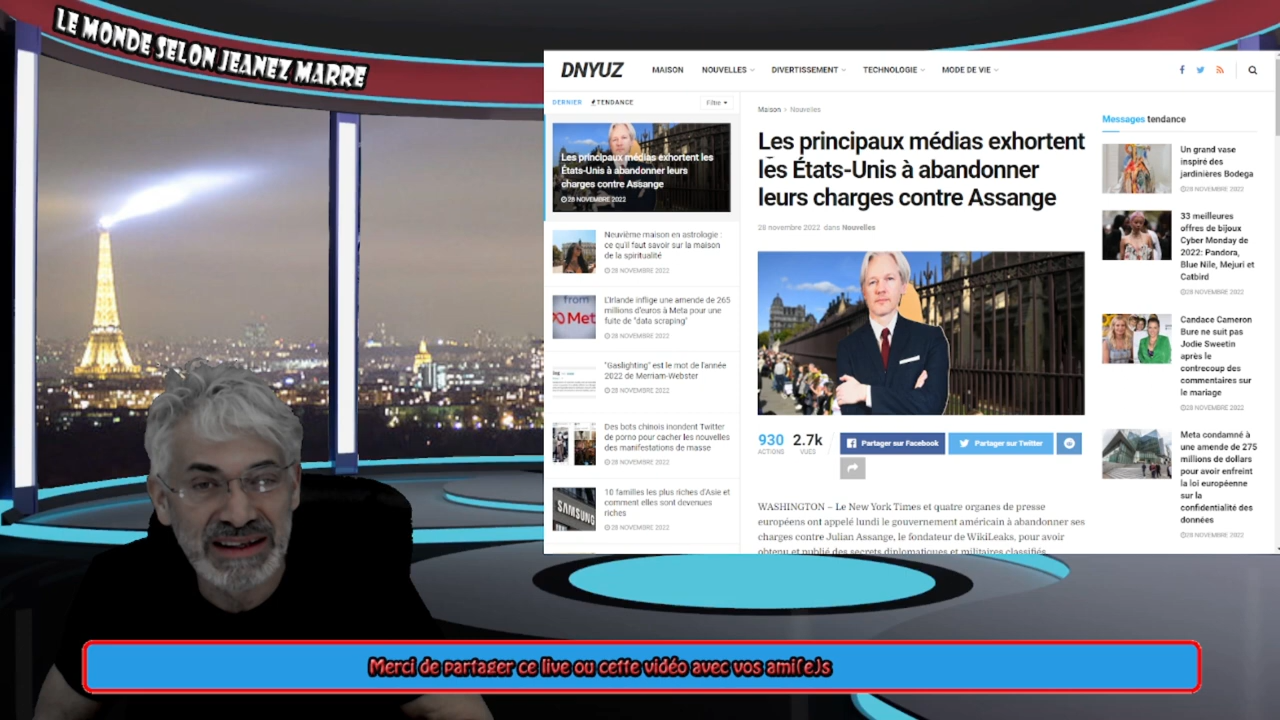 LE MONDE SELON JEANEZ MARRE
DNYUZ
MAISON
NOUVELLES
DIVERTISSEMENT
TECHNOLOGIE
MODE DE VIE
DERNIER
TENDANCE
Filtre
Les principaux médias exhortent les
États-Unis à abandonner leurs
charges contre Assange
28 NOVEMBRE 2022
Neuvième maison en astrologie :
ce qu'il faut savoir sur la maison
de la spiritualité
28 NOVEMBRE 2022
from
Met
L'Irlande inflige une amende de 265
millions d'euros à Meta pour une
fuite de "data scraping"
28 NOVEMBRE 2022
"Gaslighting" est le mot de l'année
2022 de Merriam-Webster
28 NOVEMBRE 2022
Des bots chinois inondent Twitter
de porno pour cacher les nouvelles
des manifestations de masse
28 NOVEMBRE 2022
SAMSUNG
10 familles les plus riches d'Asie et
comment elles sont devenues
riches
28 NOVEMBRE 2022
Maison > Nouvelles
Les principaux médias exhortent
les États-Unis à abandonner
leurs charges contre Assange
28 novembre 2022 dans Nouvelles
930
ACTIONS
2.7k
VUES
Partager sur Facebook
Partager sur Twitter
WASHINGTON – Le New York Times et quatre organes de presse
européens ont appelé lundi le gouvernement américain à abandonner ses
charges contre Julian Assange, le fondateur de WikiLeaks, pour avoir
obtenu et publié des secrets diplomatiques et militaires classifiés.
Messages tendance
Un grand vase
inspiré des
jardinières Bodega
28 NOVEMBRE 2022
33 meilleures
offres de bijoux
Cyber Monday de
2022: Pandora,
Blue Nile, Mejuri et
Catbird
28 NOVEMBRE 2022
Candace Cameron
Bure ne suit pas
Jodie Sweetin
après le
contrecoup des
commentaires sur
le mariage
28 NOVEMBRE 2022
Meta condamné à
une amende de 275
millions de dollars
pour avoir enfreint
la loi européenne
sur la
confidentialité des
données
28 NOVEMBRE 2022
Merci de partager ce live ou cette vidéo avec vos ami(e)s